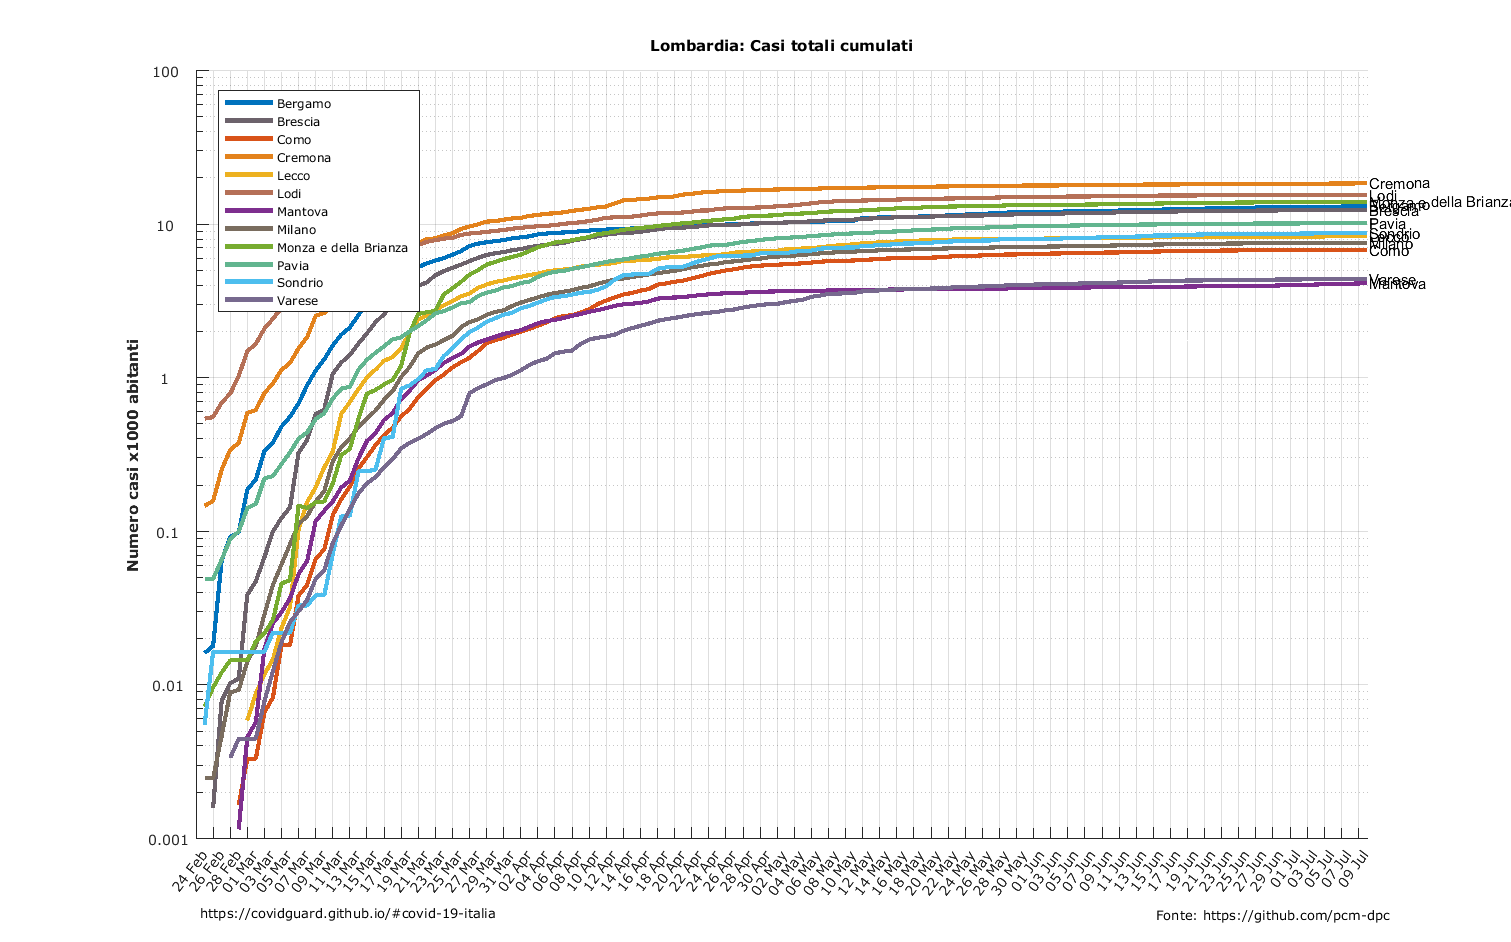 Lombardia: Casi totali cumulati
Numero casi x1000 abitanti
100
10
1
0.1
0.01
0.001
Bergamo
Brescia
Como
Cremona
Lecco
Lodi
Mantova
Milano
Monza e della Brianza
Pavia
Sondrio
Varese
Cremona
Lodi
Monza e della Brianza
Bergamo
Brescia
Pavia
Sondrio
Milano
Como
Varese
Mantova
24 Feb
26 Feb
28 Feb
01 Mar
03 Mar
05 Mar
07 Mar
09 Mar
11 Mar
13 Mar
15 Mar
17 Mar
19 Mar
21 Mar
23 Mar
25 Mar
27 Mar
29 Mar
31 Mar
02 Apr
04 Apr
06 Apr
08 Apr
10 Apr
12 Apr
14 Apr
16 Apr
18 Apr
20 Apr
22 Apr
24 Apr
26 Apr
28 Apr
30 Apr
02 May
04 May
06 May
08 May
10 May
12 May
14 May
16 May
18 May
20 May
22 May
24 May
26 May
28 May
30 May
01 Jun
03 Jun
05 Jun
07 Jun
09 Jun
11 Jun
13 Jun
15 Jun
17 Jun
19 Jun
21 Jun
23 Jun
25 Jun
27 Jun
29 Jun
01 Jul
03 Jul
05 Jul
07 Jul
09 Jul
https://covidguard.github.io/#covid-19-italia
Fonte: https://github.com/pcm-dpc